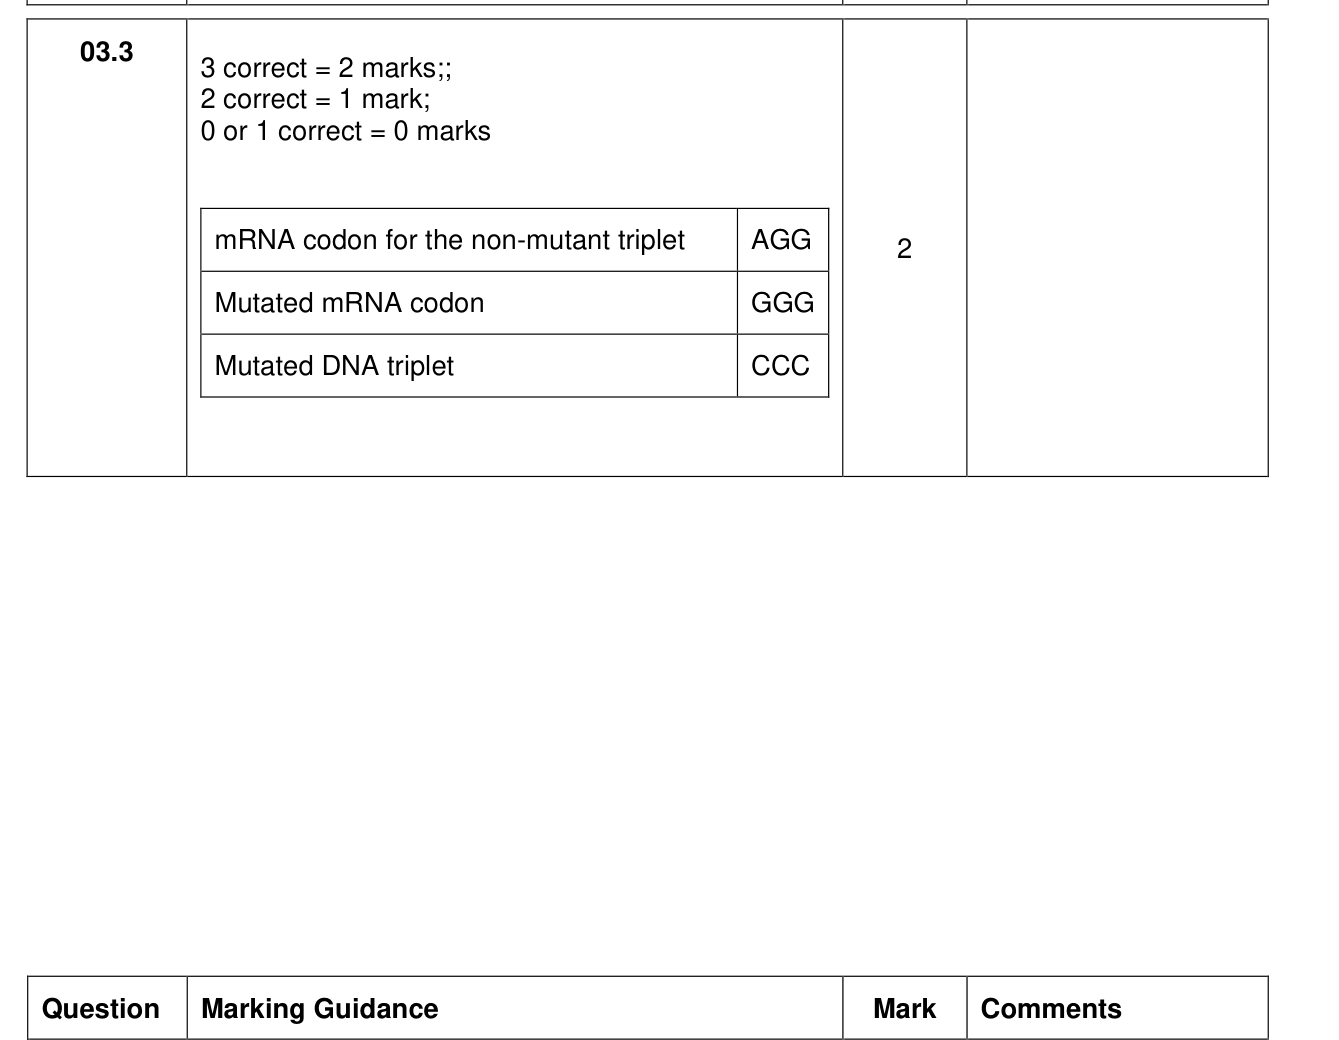 03.3
3 correct = 2 marks;;
2 correct = 1 mark;
0 or 1 correct = 0 marks
mRNA codon for the non-mutant triplet AGG
Mutated mRNA codon GGG
Mutated DNA triplet CCC
2
Question Marking Guidance Mark Comments